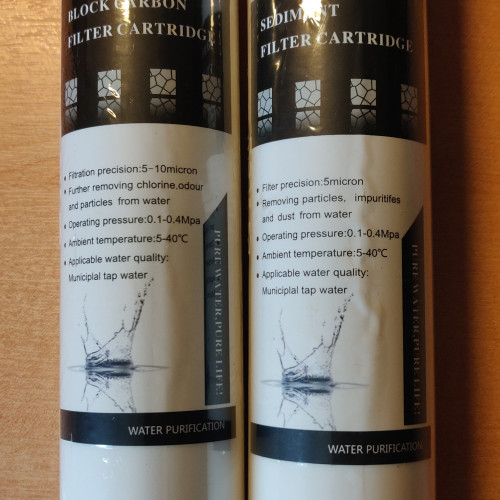 BLOCK CARBON
FILTER CARTRIDGE
Filtration precision:5-10micron
Further removing chlorine.odour
and particles from water
Operating pressure:0.1-0.4Mpa
Ambient temperature:5-40℃
Applicable water quality:
Municiplal tap water
PURE WATER,PURE LIFE!
WATER PURIFICATION
SEDIMENT
FILTER CARTRIDGE
Filter precision:5micron
Removing particles, impuritifes
and dust from water
Operating pressure:0.1-0.4Mpa
Ambient temperature:5-40℃
Applicable water quality:
Municiplal tap water
PURE WATER,PURE LIFE!
WATER PURIFICATION